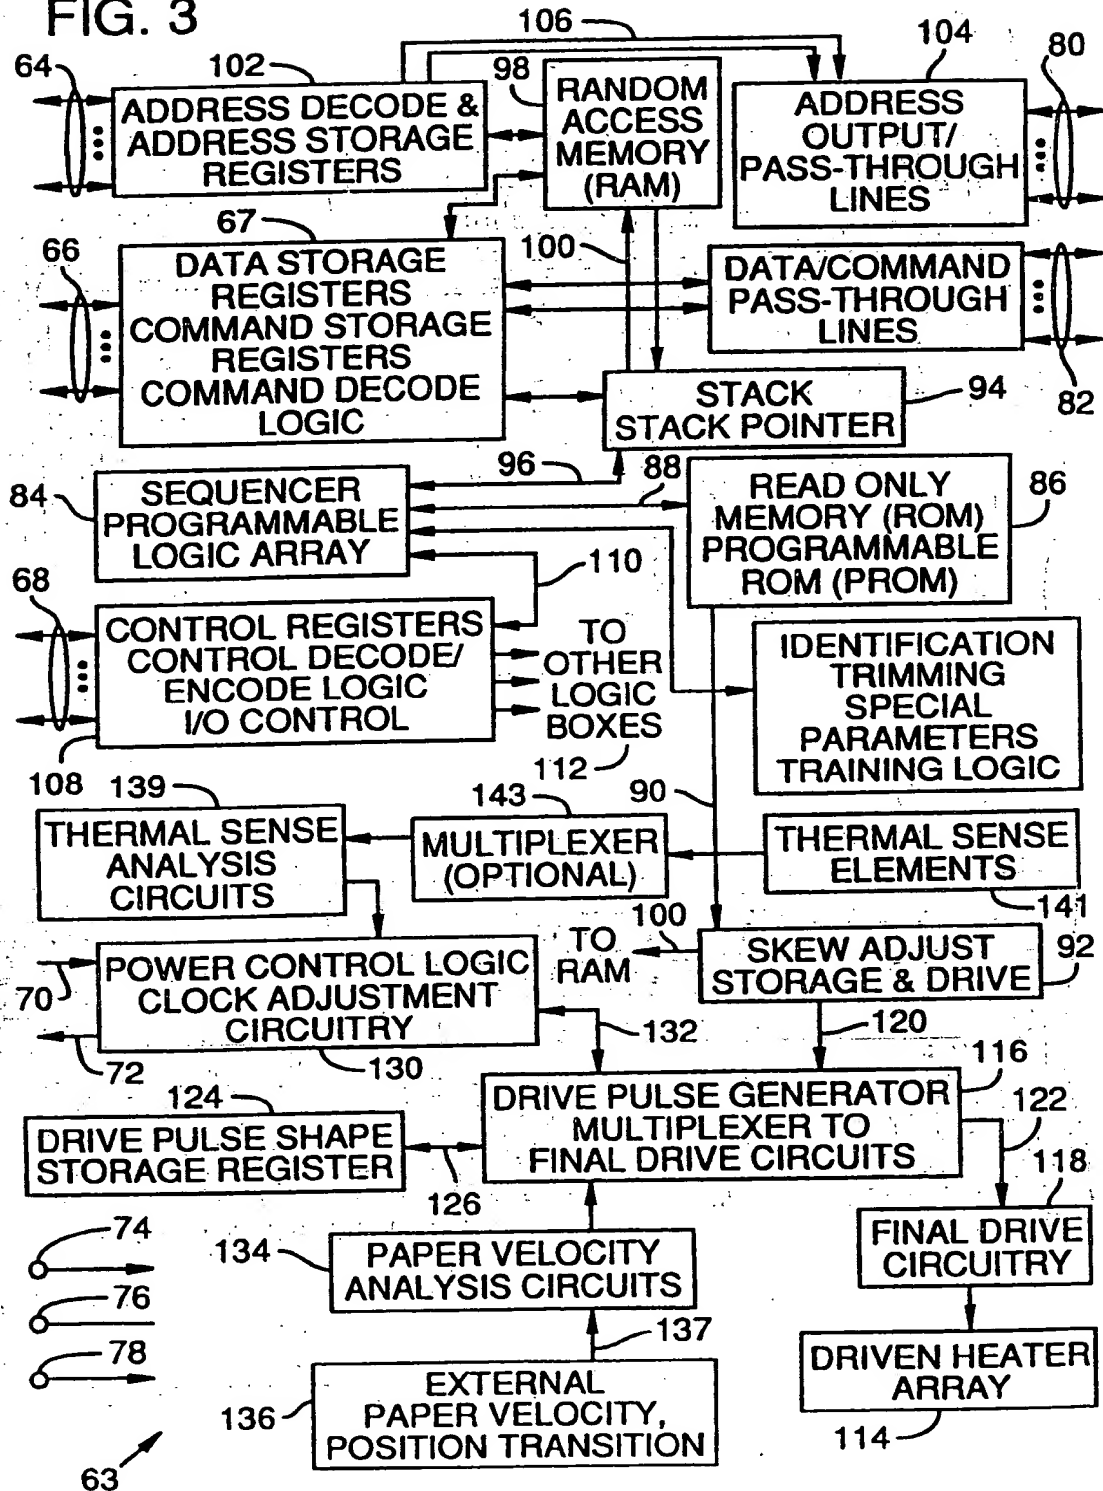 FIG. 3
106
104
80
64
102
98
ADDRESS DECODE &
ADDRESS STORAGE
REGISTERS
RANDOM
ACCESS
MEMORY
(RAM)
ADDRESS
OUTPUT/
PASS-THROUGH
LINES
67
66
100
DATA STORAGE
REGISTERS
COMMAND STORAGE
REGISTERS
COMMAND DECODE
LOGIC
DATA/COMMAND
PASS-THROUGH
LINES
82
STACK
STACK POINTER
94
96
88
84
SEQUENCER
PROGRAMMABLE
LOGIC ARRAY
READ ONLY
MEMORY (ROM)
PROGRAMMABLE
ROM (PROM)
86
110
68
CONTROL REGISTERS
CONTROL DECODE/
ENCODE LOGIC
I/O CONTROL
108
TO
OTHER
LOGIC
BOXES
112
IDENTIFICATION
TRIMMING
SPECIAL
PARAMETERS
TRAINING LOGIC
139
143
90
THERMAL SENSE
ANALYSIS
CIRCUITS
MULTIPLEXER
(OPTIONAL)
THERMAL SENSE
ELEMENTS
141
100
TO
RAM
SKEW ADJUST
STORAGE & DRIVE
92
70
POWER CONTROL LOGIC
CLOCK ADJUSTMENT
CIRCUITRY
72
130
132
120
116
124
DRIVE PULSE SHAPE
STORAGE REGISTER
126
DRIVE PULSE GENERATOR
MULTIPLEXER TO
FINAL DRIVE CIRCUITS
122
118
74
76
78
134
PAPER VELOCITY
ANALYSIS CIRCUITS
FINAL DRIVE
CIRCUITRY
137
136
EXTERNAL
PAPER VELOCITY,
POSITION TRANSITION
DRIVEN HEATER
ARRAY
114
63